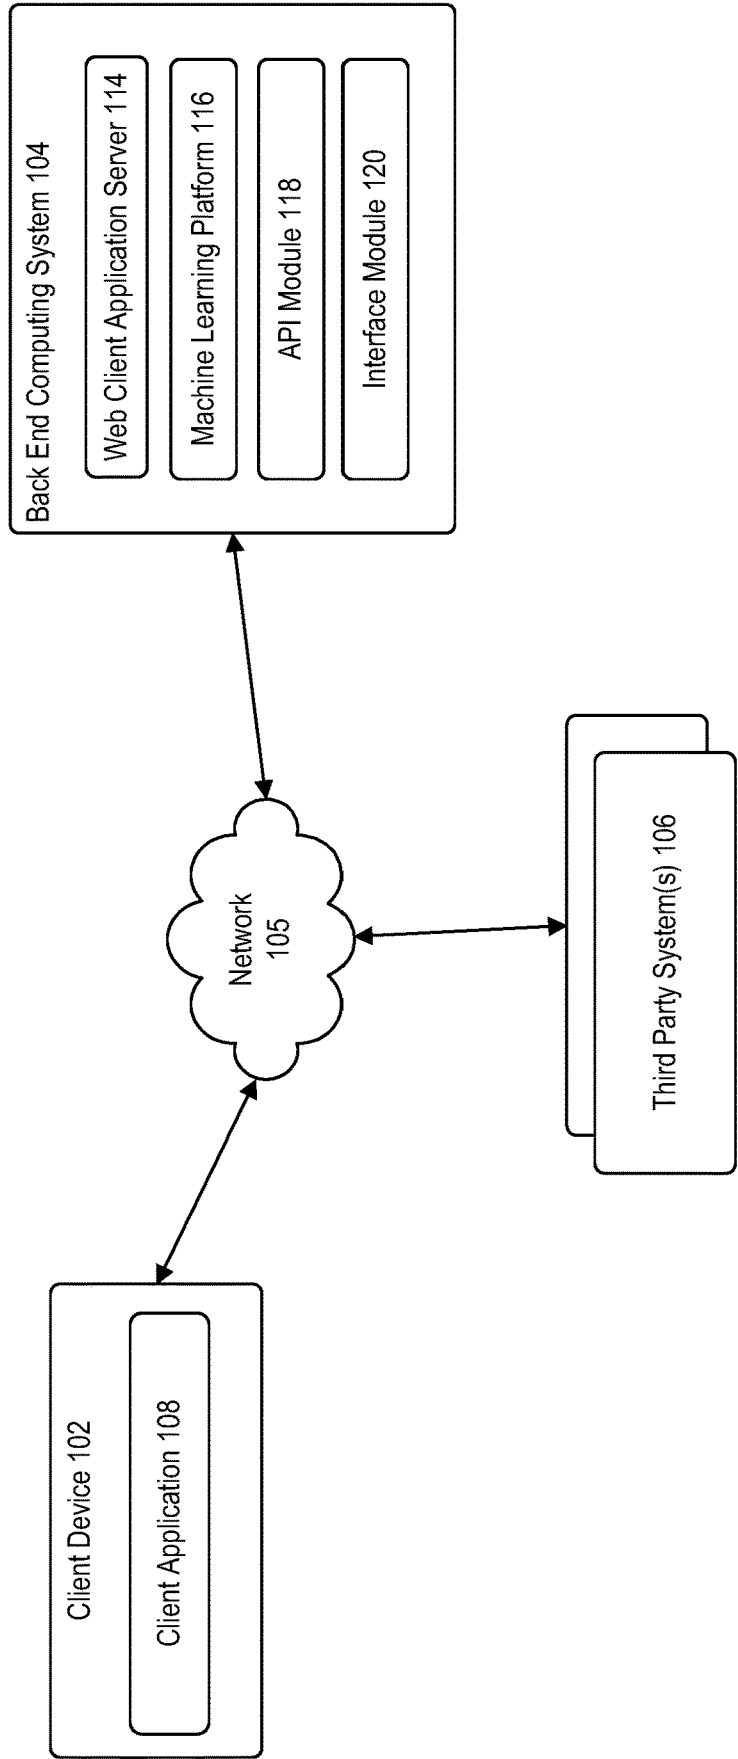 Client Device 102
Client Application 108
Network
105
Third Party System(s) 106
Back End Computing System 104
Web Client Application Server 114
Machine Learning Platform 116
API Module 118
Interface Module 120